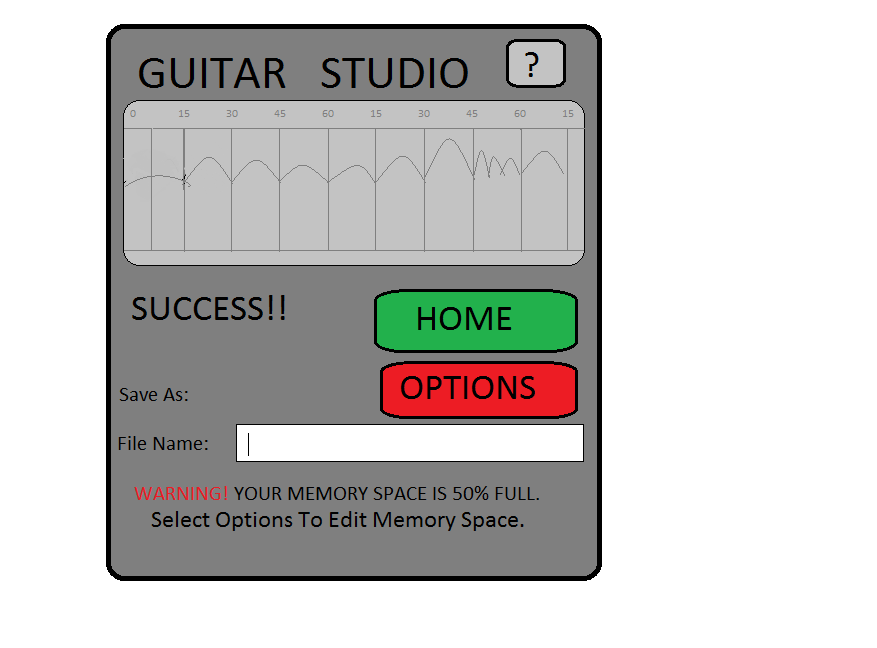 GUITAR STUDIO ?
0 15 30 45 60 15 30 45 60 15
SUCCESS!!
HOME
OPTIONS
Save As:
File Name:
WARNING! YOUR MEMORY SPACE IS 50% FULL.
Select Options To Edit Memory Space.